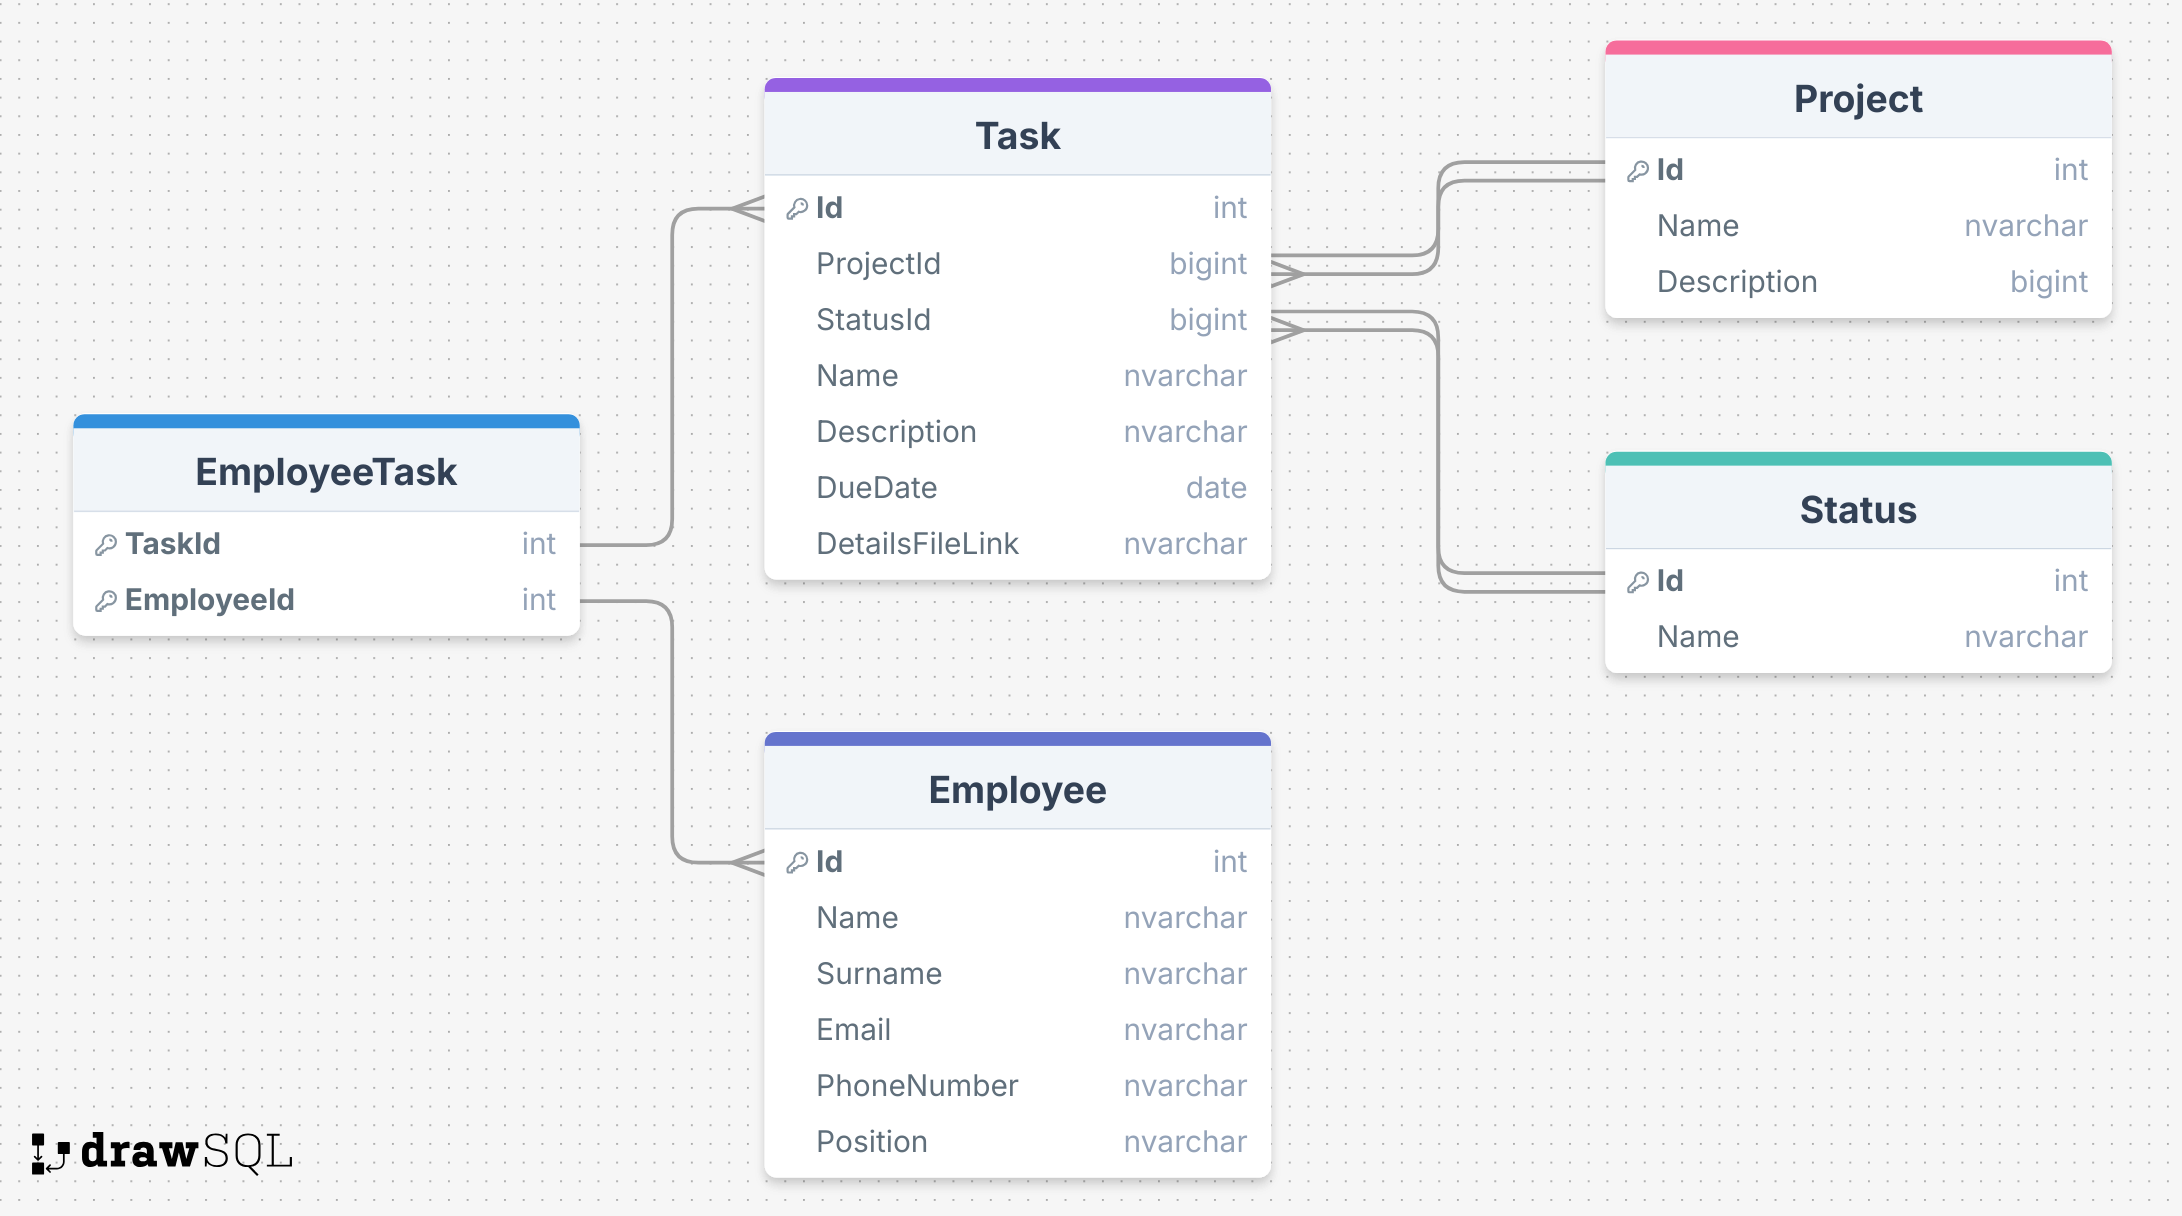 Task
Id int
ProjectId bigint
StatusId bigint
Name nvarchar
Description nvarchar
DueDate date
DetailsFileLink nvarchar
Project
Id int
Name nvarchar
Description bigint
EmployeeTask
TaskId int
EmployeeId int
Status
Id int
Name nvarchar
Employee
Id int
Name nvarchar
Surname nvarchar
Email nvarchar
PhoneNumber nvarchar
Position nvarchar
drawSQL